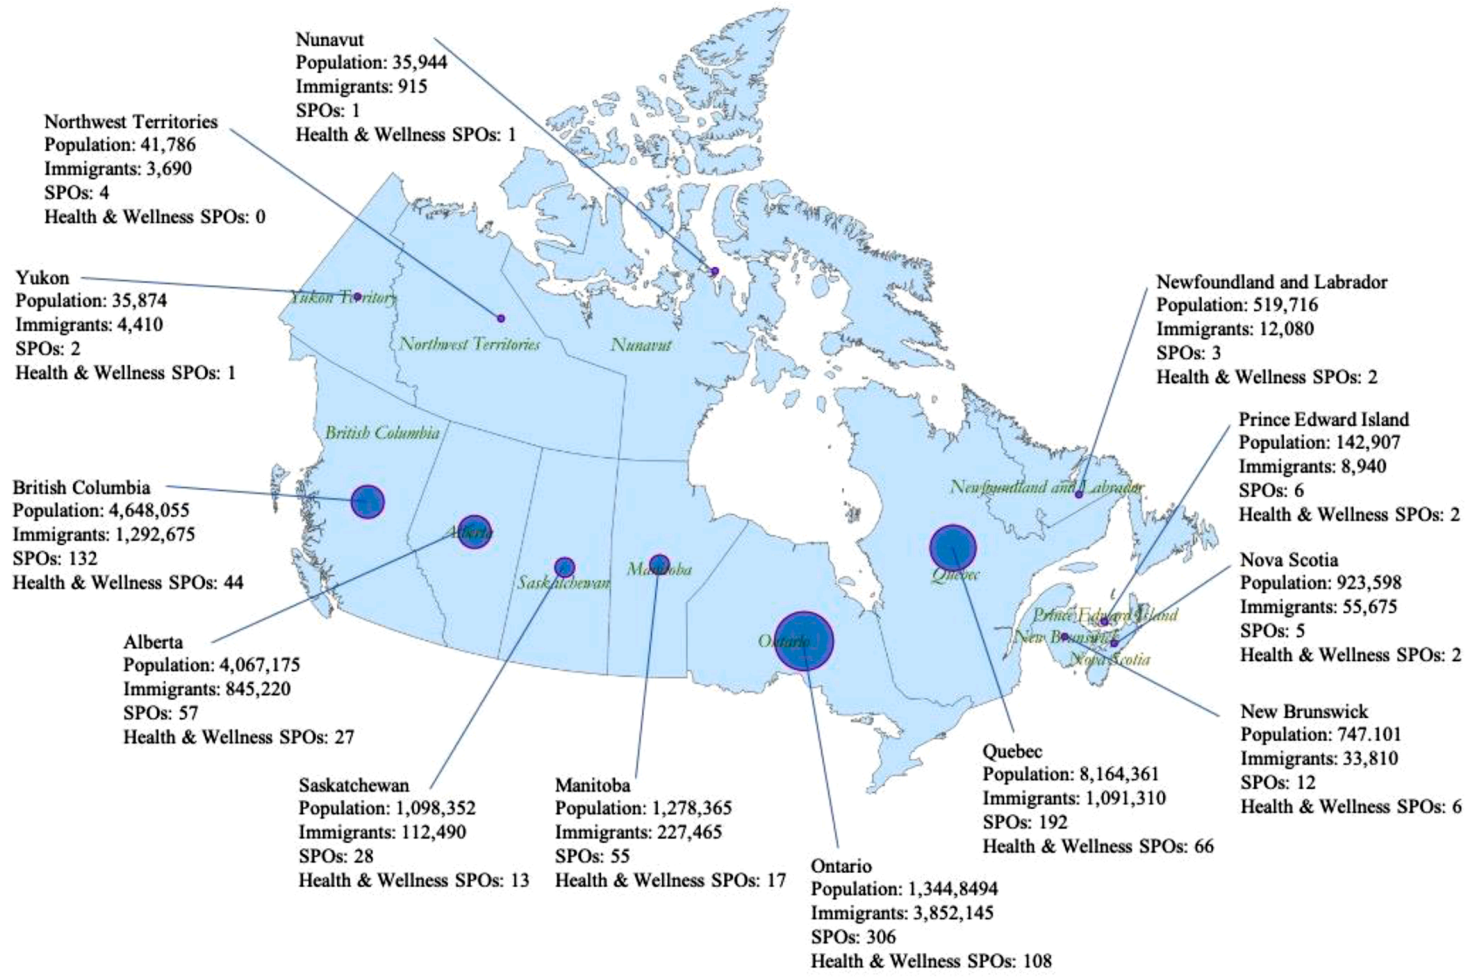 Nunavut
Population: 35,944
Immigrants: 915
SPOs: 1
Health & Wellness SPOs: 1
Northwest Territories
Population: 41,786
Immigrants: 3,690
SPOs: 4
Health & Wellness SPOs: 0
Yukon
Population: 35,874
Immigrants: 4,410
SPOs: 2
Health & Wellness SPOs: 1
Newfoundland and Labrador
Population: 519,716
Immigrants: 12,080
SPOs: 3
Health & Wellness SPOs: 2
Prince Edward Island
Population: 142,907
Immigrants: 8,940
SPOs: 6
Health & Wellness SPOs: 2
British Columbia
Population: 4,648,055
Immigrants: 1,292,675
SPOs: 132
Health & Wellness SPOs: 44
Nova Scotia
Population: 923,598
Immigrants: 55,675
SPOs: 5
Health & Wellness SPOs: 2
Alberta
Population: 4,067,175
Immigrants: 845,220
SPOs: 57
Health & Wellness SPOs: 27
New Brunswick
Population: 747.101
Immigrants: 33,810
SPOs: 12
Health & Wellness SPOs: 6
Saskatchewan
Population: 1,098,352
Immigrants: 112,490
SPOs: 28
Health & Wellness SPOs: 13
Manitoba
Population: 1,278,365
Immigrants: 227,465
SPOs: 55
Health & Wellness SPOs: 17
Quebec
Population: 8,164,361
Immigrants: 1,091,310
SPOs: 192
Health & Wellness SPOs: 66
Ontario
Population: 1,344,8494
Immigrants: 3,852,145
SPOs: 306
Health & Wellness SPOs: 108
Yukon Territory
Northwest Territories
Nunavut
British Columbia
Alberta
Saskatchewan
Manitoba
Ontario
Quebec
Newfoundland and Labrador
Prince Edward Island
New Brunswick
Nova Scotia